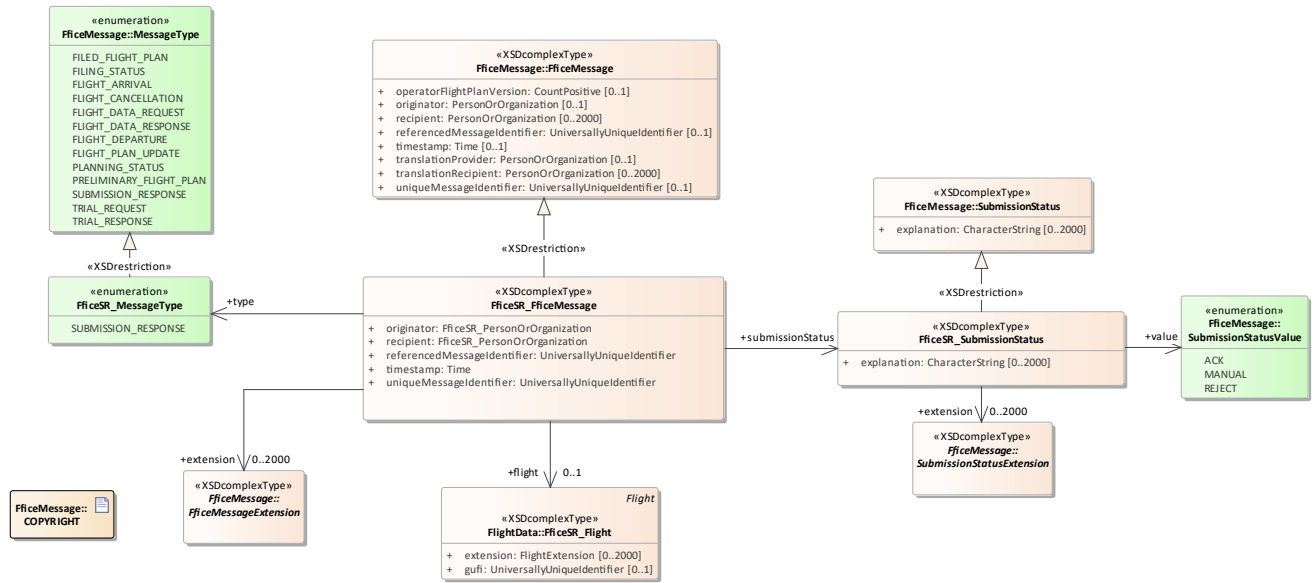 «enumeration»
FficeMessage::MessageType
FILED_FLIGHT_PLAN
FILING_STATUS
FLIGHT_ARRIVAL
FLIGHT_CANCELLATION
FLIGHT_DATA_REQUEST
FLIGHT_DATA_RESPONSE
FLIGHT_DEPARTURE
FLIGHT_PLAN_UPDATE
PLANNING_STATUS
PRELIMINARY_FLIGHT_PLAN
SUBMISSION_RESPONSE
TRIAL_REQUEST
TRIAL_RESPONSE
«XSDcomplexType»
FficeMessage::FficeMessage
+ operatorFlightPlanVersion: CountPositive [0..1]
+ originator: PersonOrOrganization [0..1]
+ recipient: PersonOrOrganization [0..2000]
+ referencedMessageIdentifier: UniversallyUniqueIdentifier [0..1]
+ timestamp: Time [0..1]
+ translationProvider: PersonOrOrganization [0..1]
+ translationRecipient: PersonOrOrganization [0..2000]
+ uniqueMessageIdentifier: UniversallyUniqueIdentifier [0..1]
«XSDcomplexType»
FficeMessage::SubmissionStatus
+ explanation: CharacterString [0..2000]
«XSDrestriction»
«XSDrestriction»
«XSDrestriction»
«enumeration»
FficeSR_MessageType
SUBMISSION_RESPONSE
+type
«XSDcomplexType»
FficeSR_FficeMessage
+ originator: FficeSR_PersonOrOrganization
+ recipient: FficeSR_PersonOrOrganization
+ referencedMessageIdentifier: UniversallyUniqueIdentifier
+ timestamp: Time
+ uniqueMessageIdentifier: UniversallyUniqueIdentifier
+submissionStatus
«XSDcomplexType»
FficeSR_SubmissionStatus
+ explanation: CharacterString [0..2000]
+value
«enumeration»
FficeMessage::
SubmissionStatusValue
ACK
MANUAL
REJECT
+extension 0..2000
«XSDcomplexType»
FficeMessage::
SubmissionStatusExtension
+extension 0..2000
«XSDcomplexType»
FficeMessage::
FficeMessageExtension
+flight 0..1
Flight
«XSDcomplexType»
FlightData::FficeSR_Flight
+ extension: FlightExtension [0..2000]
+ gufi: UniversallyUniqueIdentifier [0..1]
FficeMessage::
COPYRIGHT